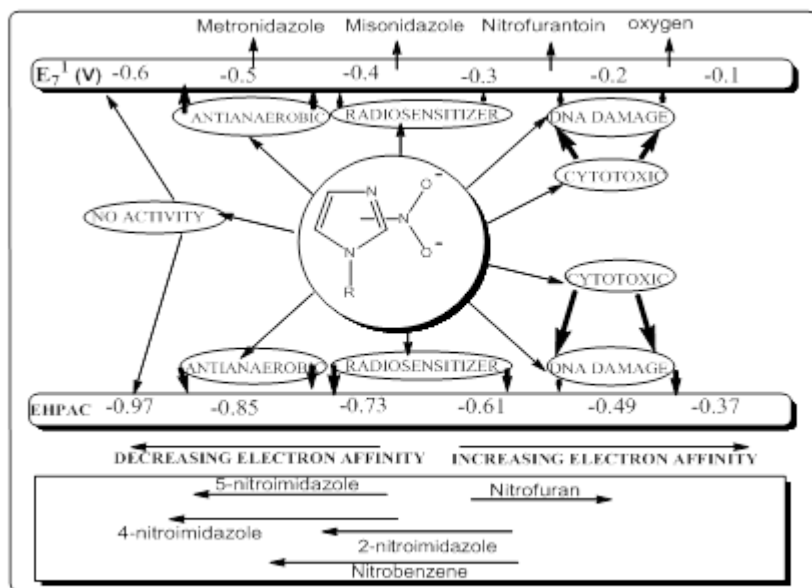 Metronidazole Misonidazole Nitrofurantoin oxygen
E₇¹ (V) -0.6 -0.5 -0.4 -0.3 -0.2 -0.1
ANTIANAEROBIC RADIOSENSITIZER DNA DAMAGE
CYTOTOXIC
NO ACTIVITY
N O⁻
N
O⁻
N
R
CYTOTOXIC
ANTIANAEROBIC RADIOSENSITIZER DNA DAMAGE
EHPAC -0.97 -0.85 -0.73 -0.61 -0.49 -0.37
DECREASING ELECTRON AFFINITY INCREASING ELECTRON AFFINITY
5-nitroimidazole Nitrofuran
4-nitroimidazole
2-nitroimidazole
Nitrobenzene